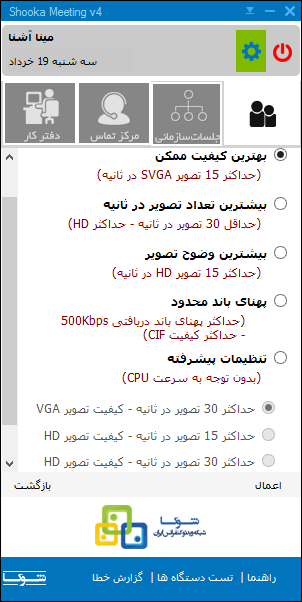 Shooka Meeting v4
مینا آشنا
سه شنبه 19 خرداد
جلسات‌سازمانی
مرکز تماس
دفتر کار
بهترین کیفیت ممکن
(حداکثر 15 تصویر SVGA در ثانیه)
بیشترین تعداد تصویر در ثانیه
(حداقل 30 تصویر در ثانیه - حداکثر HD)
بیشترین وضوح تصویر
(حداکثر 15 تصویر HD در ثانیه)
پهنای باند محدود
(حداکثر پهنای باند دریافتی 500Kbps
- حداکثر کیفیت CIF)
تنظیمات پیشرفته
(بدون توجه به سرعت CPU)
حداکثر 30 تصویر در ثانیه - کیفیت تصویر VGA
حداکثر 15 تصویر در ثانیه - کیفیت تصویر HD
حداکثر 30 تصویر در ثانیه - کیفیت تصویر HD
اعمال
بازگشت
شوکا
شبکه ویدئو کنفرانس ایران
راهنما | تست دستگاه ها | گزارش خطا
شوکا